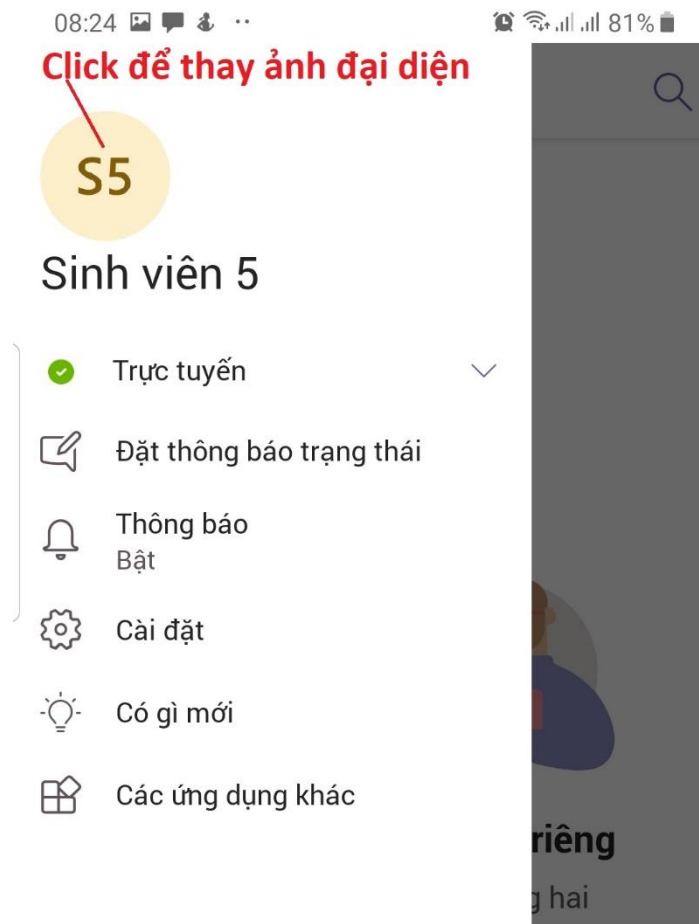 08:24
81%
Click để thay ảnh đại diện
S5
Sinh viên 5
Trực tuyến
Đặt thông báo trạng thái
Thông báo
Bật
Cài đặt
Có gì mới
Các ứng dụng khác
riêng
hai